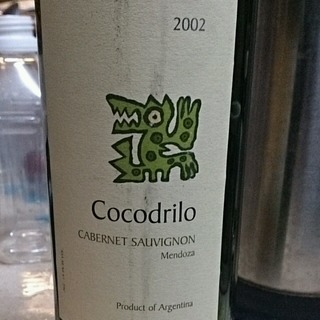 2002
Cocodrilo
CABERNET SAUVIGNON
Mendoza
Product of Argentina